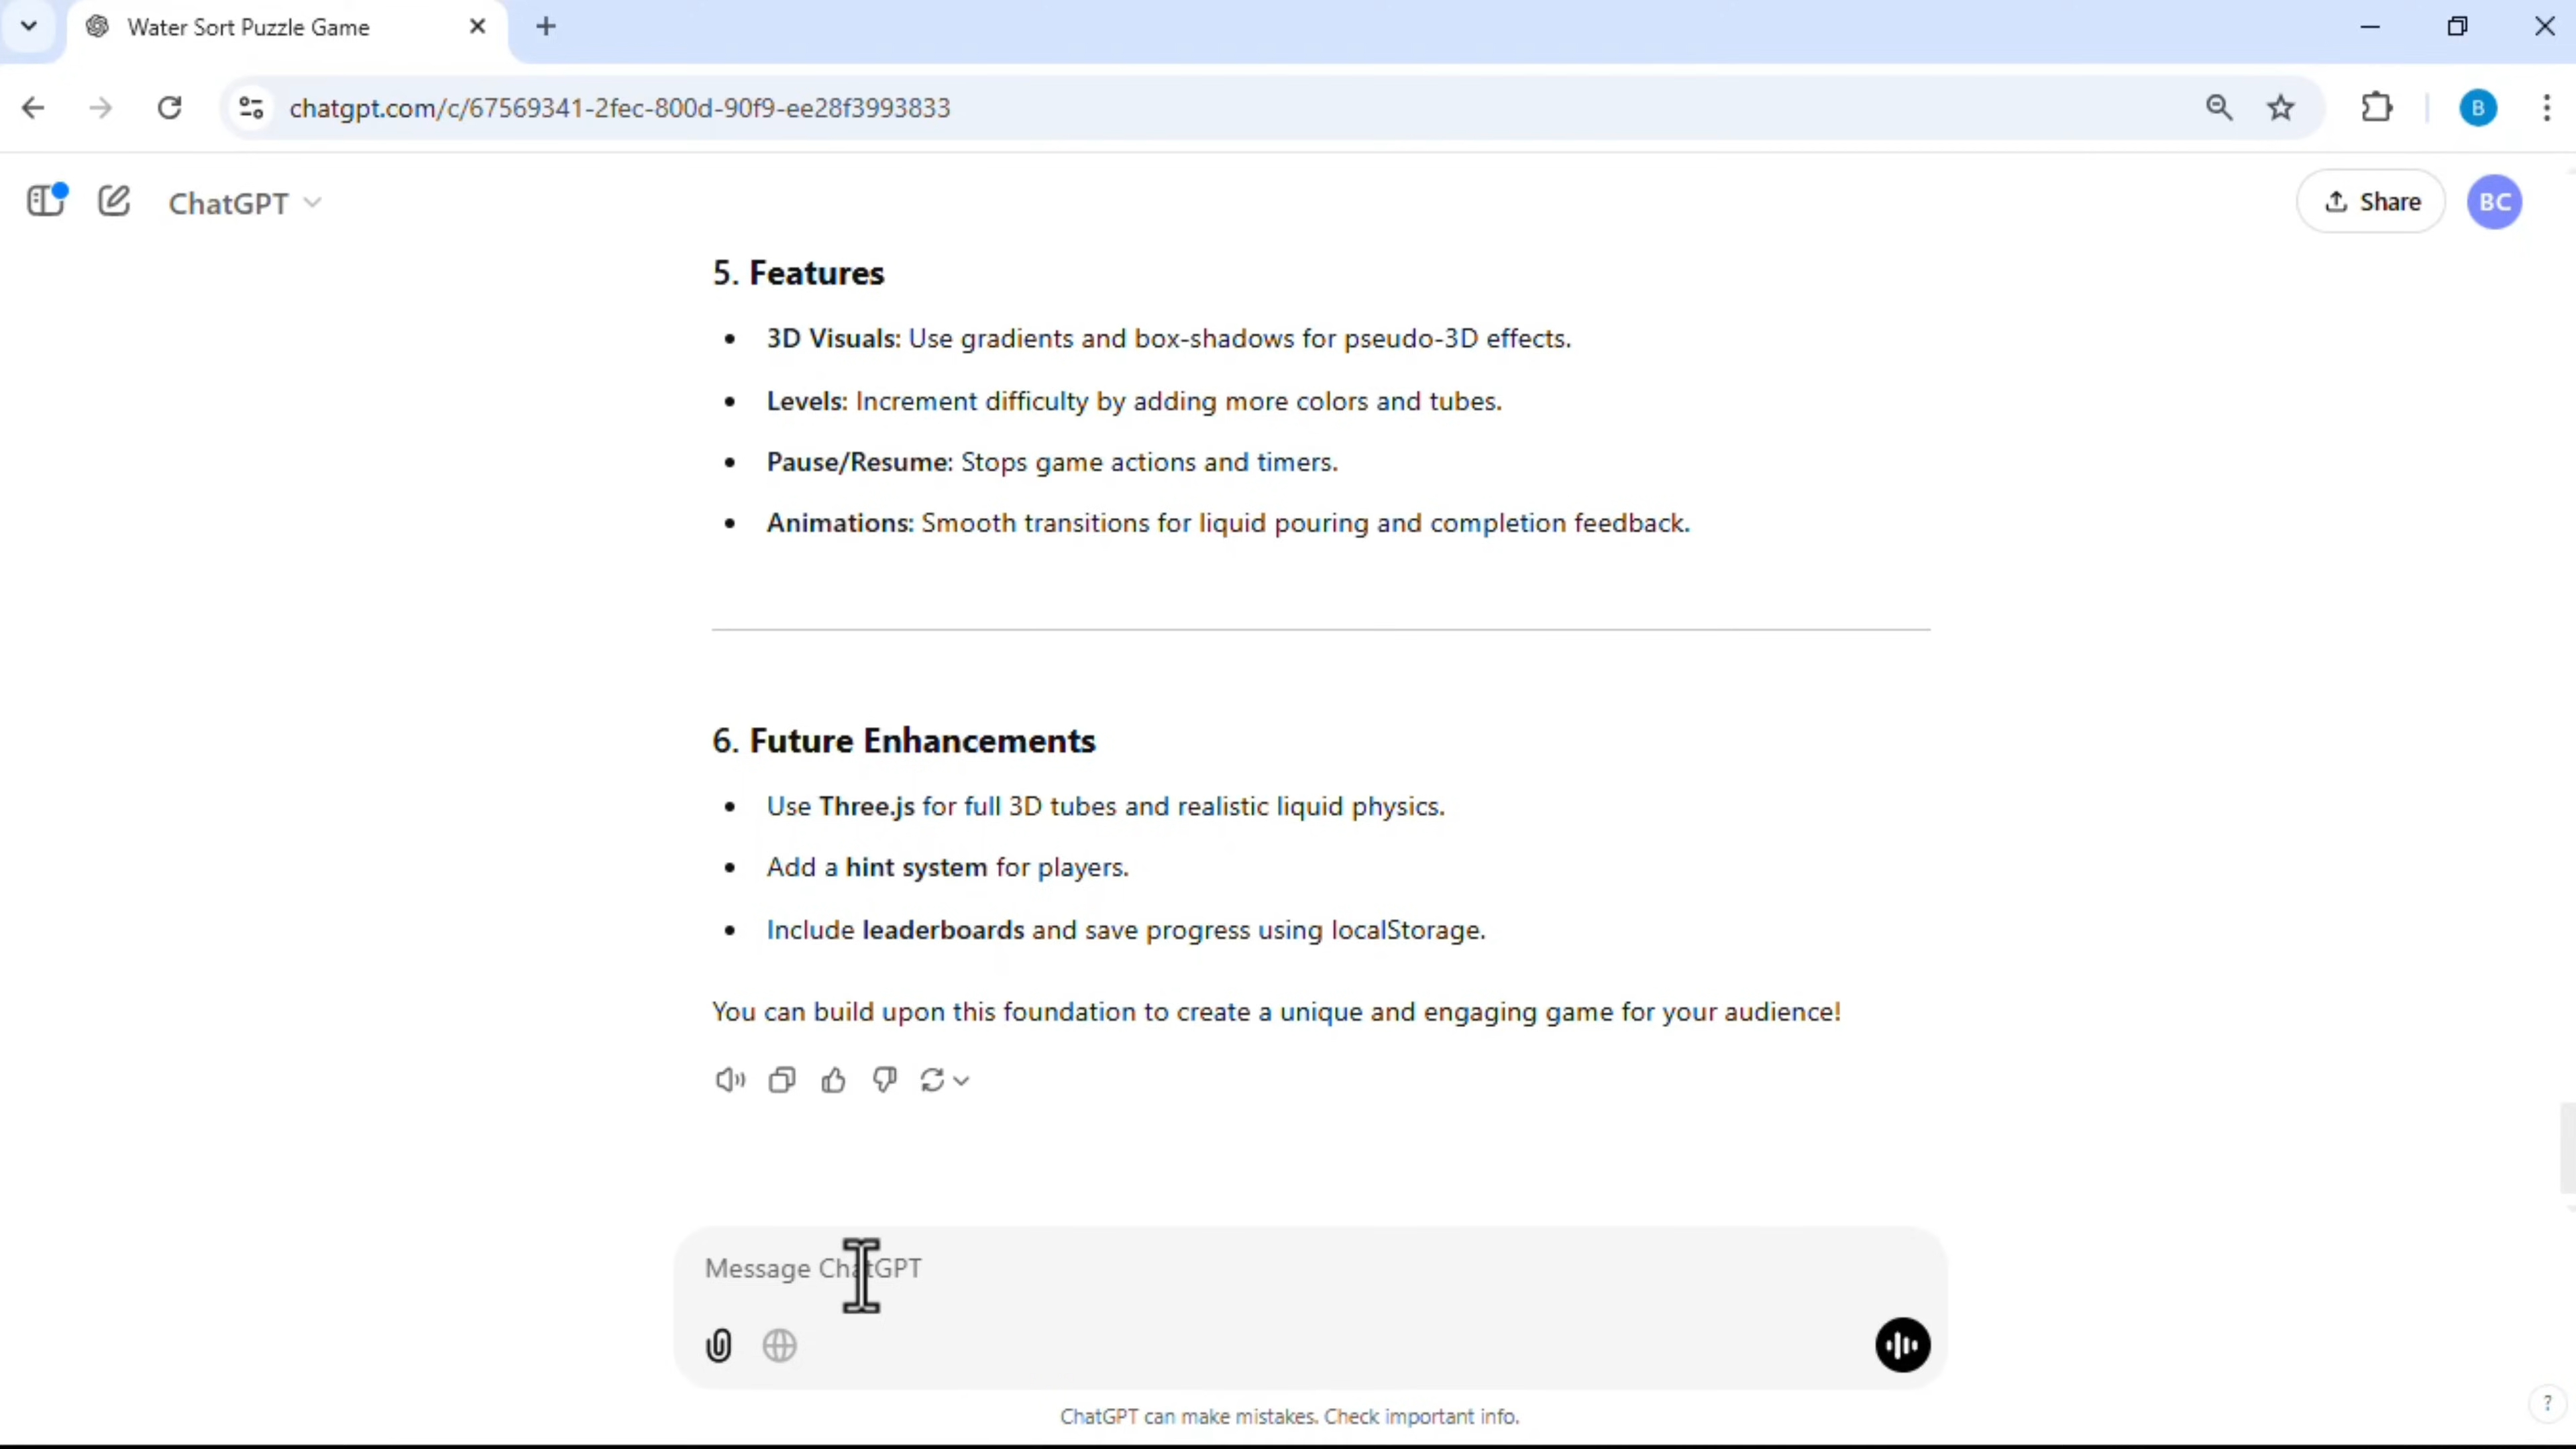 Water Sort Puzzle Game
chatgpt.com/c/67569341-2fec-800d-90f9-ee28f3993833
B
ChatGPT
Share
BC
5. Features
• 3D Visuals: Use gradients and box-shadows for pseudo-3D effects.
• Levels: Increment difficulty by adding more colors and tubes.
• Pause/Resume: Stops game actions and timers.
• Animations: Smooth transitions for liquid pouring and completion feedback.
6. Future Enhancements
• Use Three.js for full 3D tubes and realistic liquid physics.
• Add a hint system for players.
• Include leaderboards and save progress using localStorage.
You can build upon this foundation to create a unique and engaging game for your audience!
Message ChatGPT
ChatGPT can make mistakes. Check important info.
?